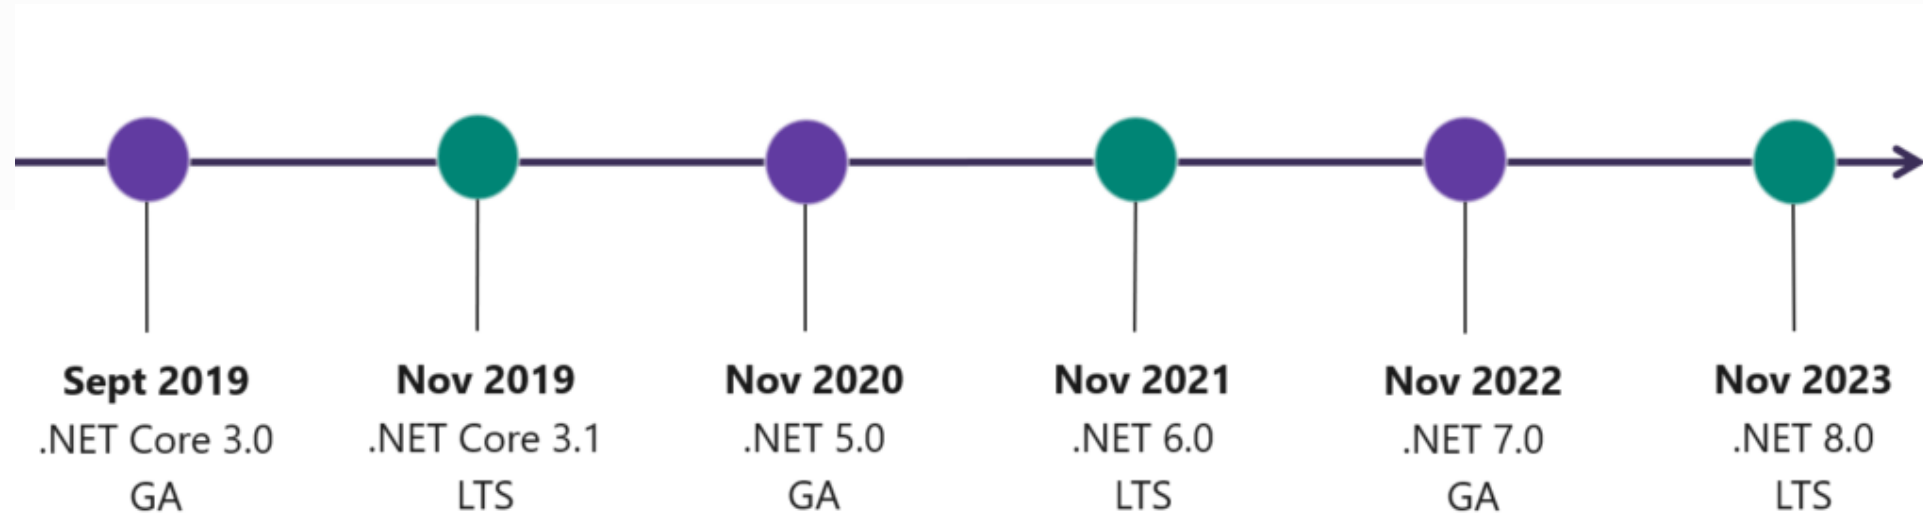 Sept 2019
.NET Core 3.0
GA
Nov 2019
.NET Core 3.1
LTS
Nov 2020
.NET 5.0
GA
Nov 2021
.NET 6.0
LTS
Nov 2022
.NET 7.0
GA
Nov 2023
.NET 8.0
LTS